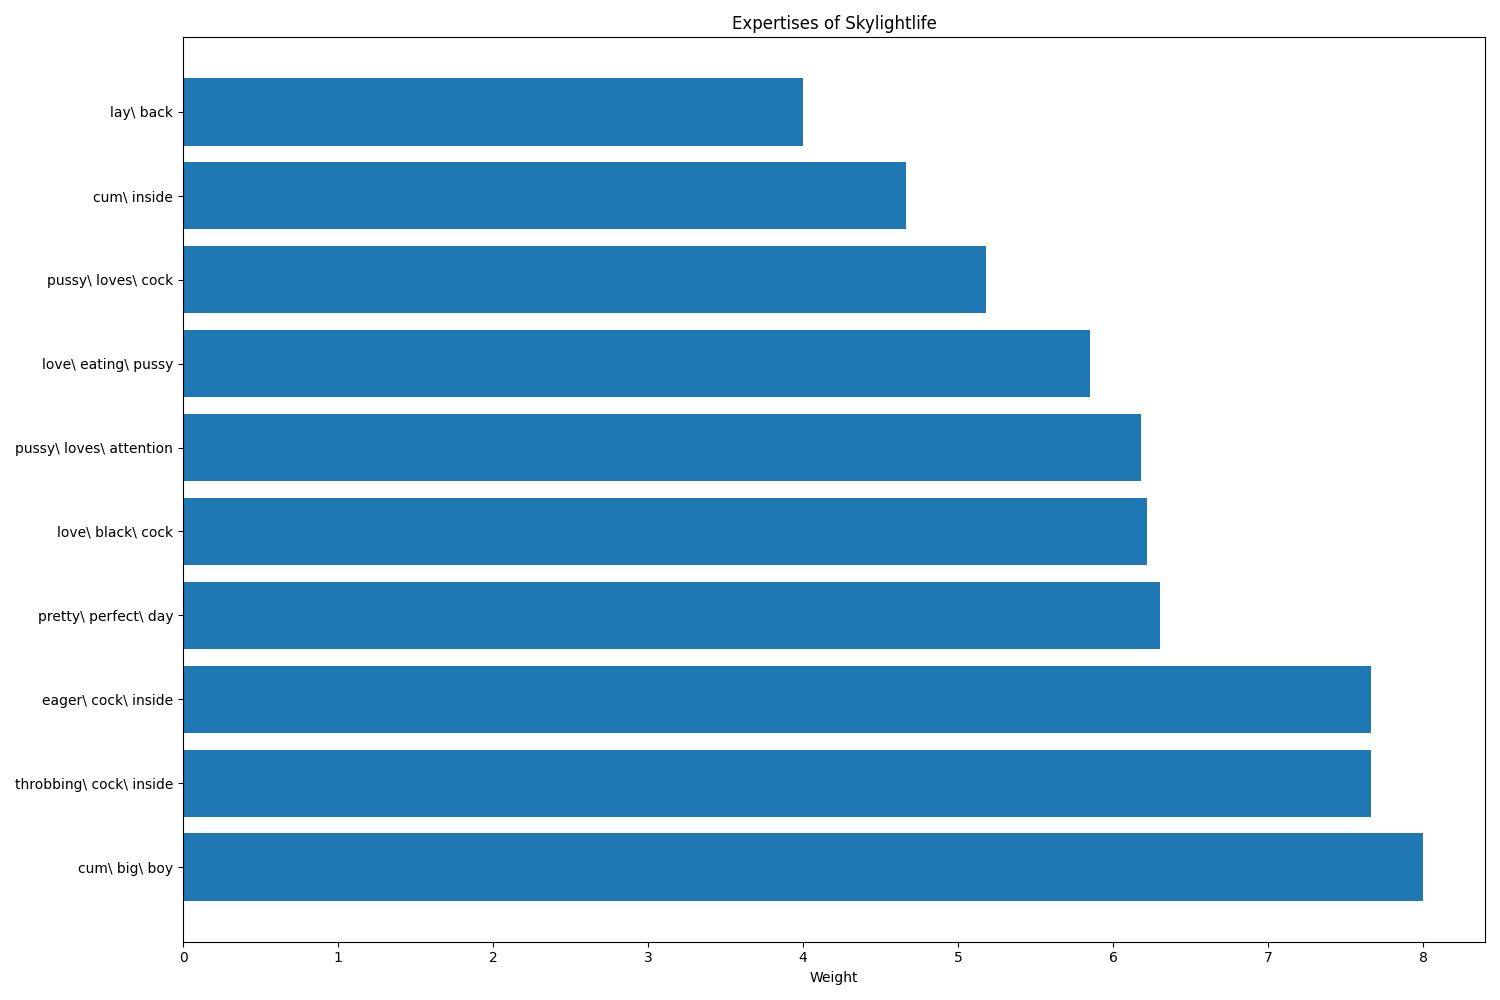 Expertises of Skylightlife
lay\ back
cum\ inside
pussy\ loves\ cock
love\ eating\ pussy
pussy\ loves\ attention
love\ black\ cock
pretty\ perfect\ day
eager\ cock\ inside
throbbing\ cock\ inside
cum\ big\ boy
0 1 2 3 4 5 6 7 8
Weight